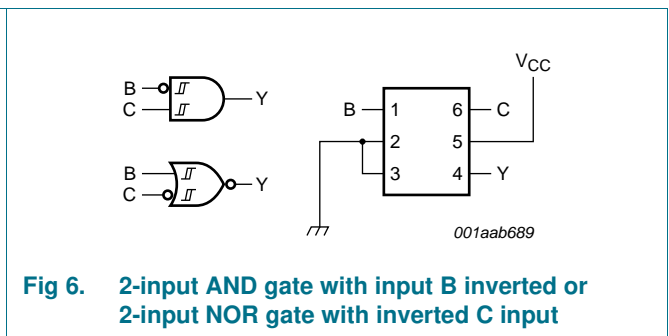 B
C
Y
B
C
Y
VCC
B 1 6 C
2 5
3 4 Y
001aab689
Fig 6. 2-input AND gate with input B inverted or
2-input NOR gate with inverted C input